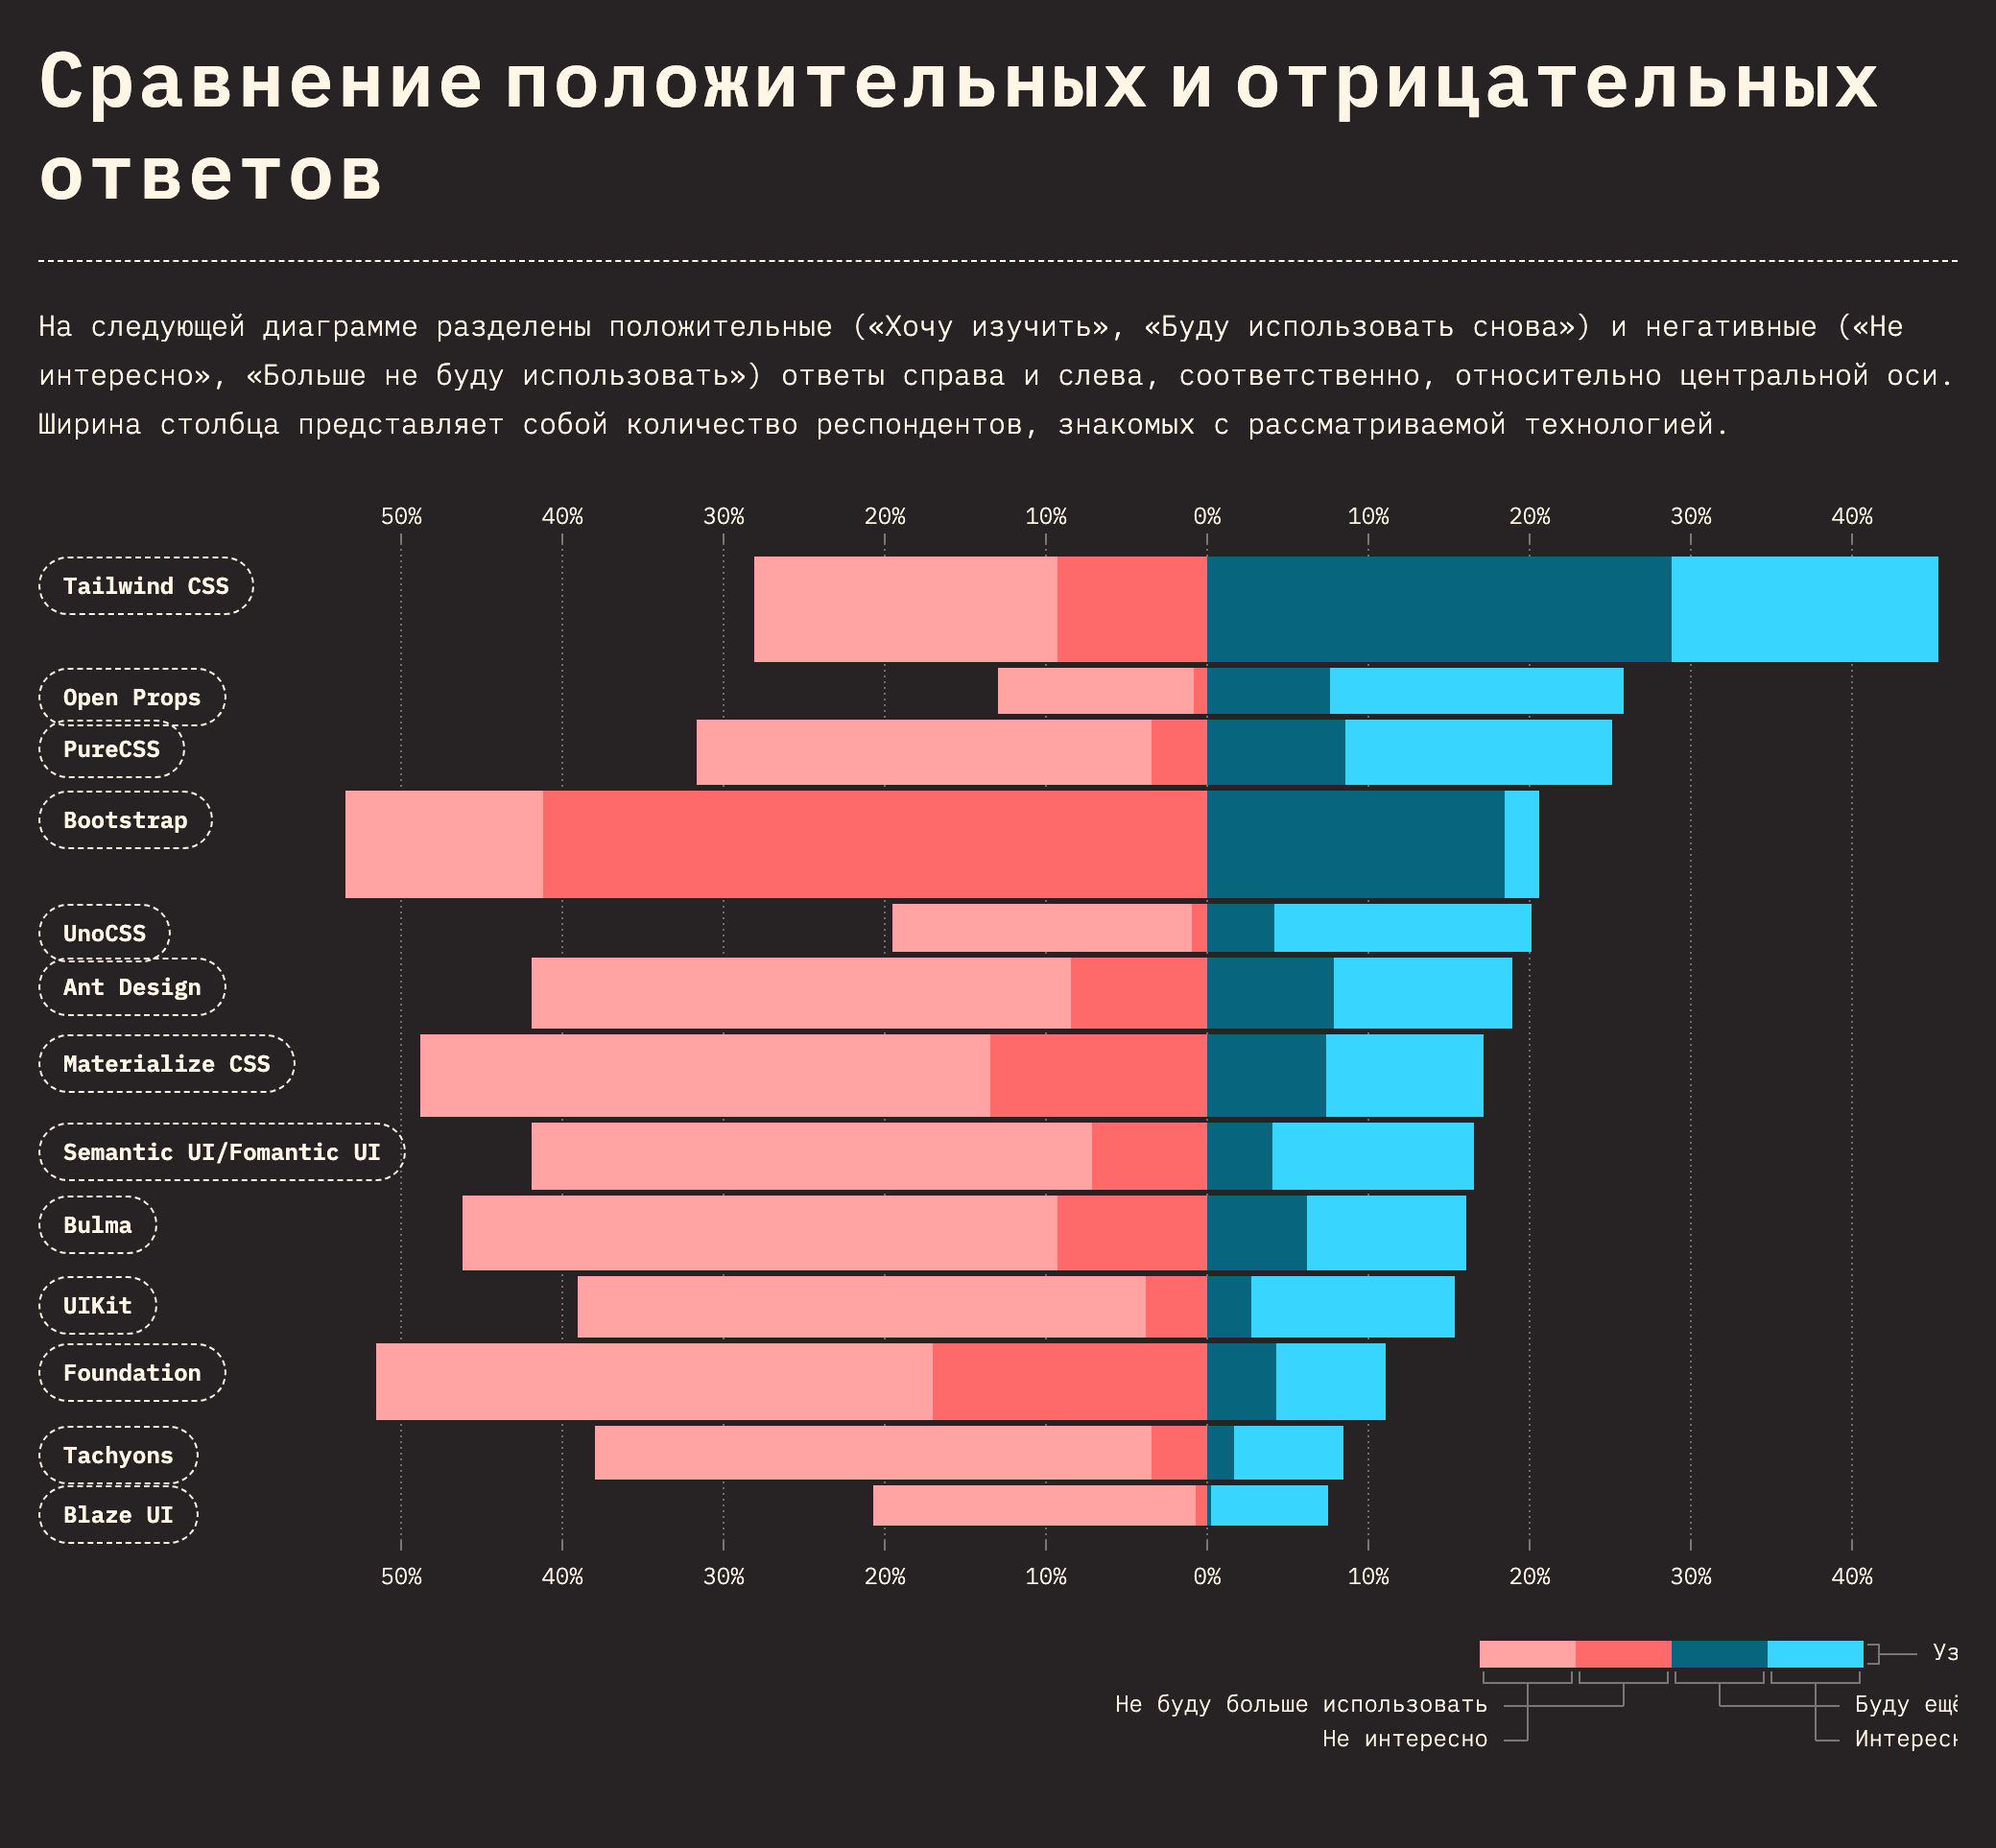 Сравнение положительных и отрицательных
ответов
На следующей диаграмме разделены положительные («Хочу изучить», «Буду использовать снова») и негативные («Не
интересно», «Больше не буду использовать») ответы справа и слева, соответственно, относительно центральной оси.
Ширина столбца представляет собой количество респондентов, знакомых с рассматриваемой технологией.
50% 40% 30% 20% 10% 0% 10% 20% 30% 40%
Tailwind CSS
Open Props
PureCSS
Bootstrap
UnoCSS
Ant Design
Materialize CSS
Semantic UI/Fomantic UI
Bulma
UIKit
Foundation
Tachyons
Blaze UI
50% 40% 30% 20% 10% 0% 10% 20% 30% 40%
Не буду больше использовать Буду
Не интересно